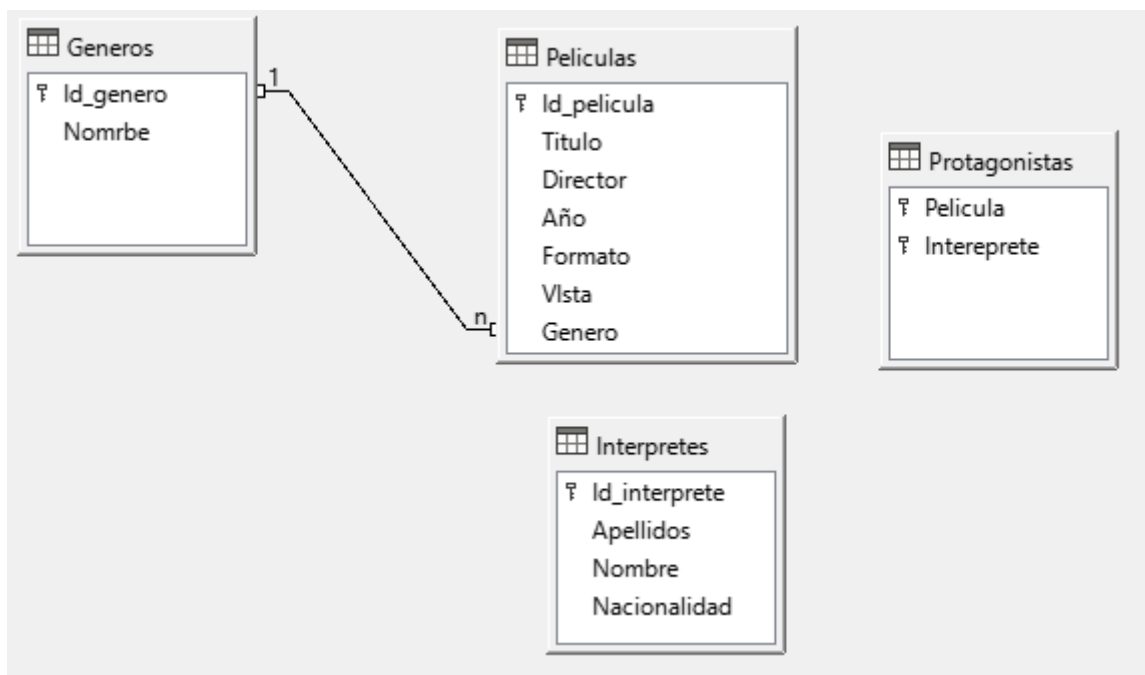 Generos
Id_genero
Nomrbe
1
n
Peliculas
Id_pelicula
Titulo
Director
Año
Formato
VIsta
Genero
Protagonistas
Pelicula
Intereprete
Interpretes
Id_interprete
Apellidos
Nombre
Nacionalidad